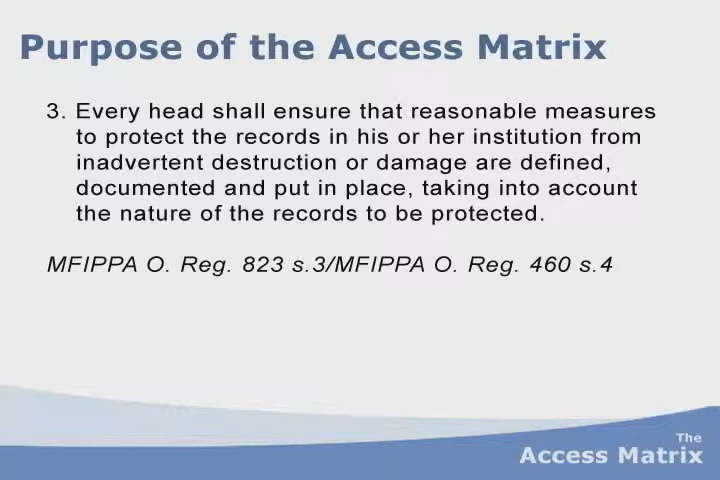 Purpose of the Access Matrix
3. Every head shall ensure that reasonable measures
to protect the records in his or her institution from
inadvertent destruction or damage are defined,
documented and put in place, taking into account
the nature of the records to be protected.
MFIPPA O. Reg. 823 s.3/MFIPPA O. Reg. 460 s.4
The
Access Matrix